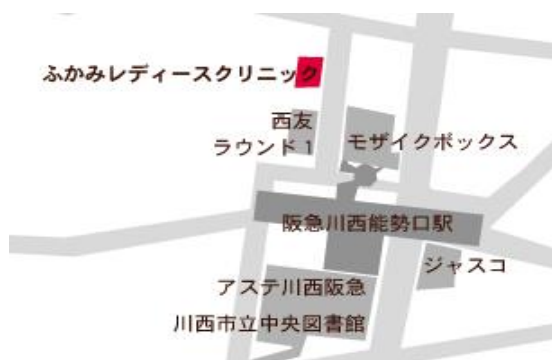 ふかみレディースクリニック
西友
ラウンド1
モザイクボックス
阪急川西能勢口駅
ジャスコ
アステ川西阪急
川西市立中央図書館